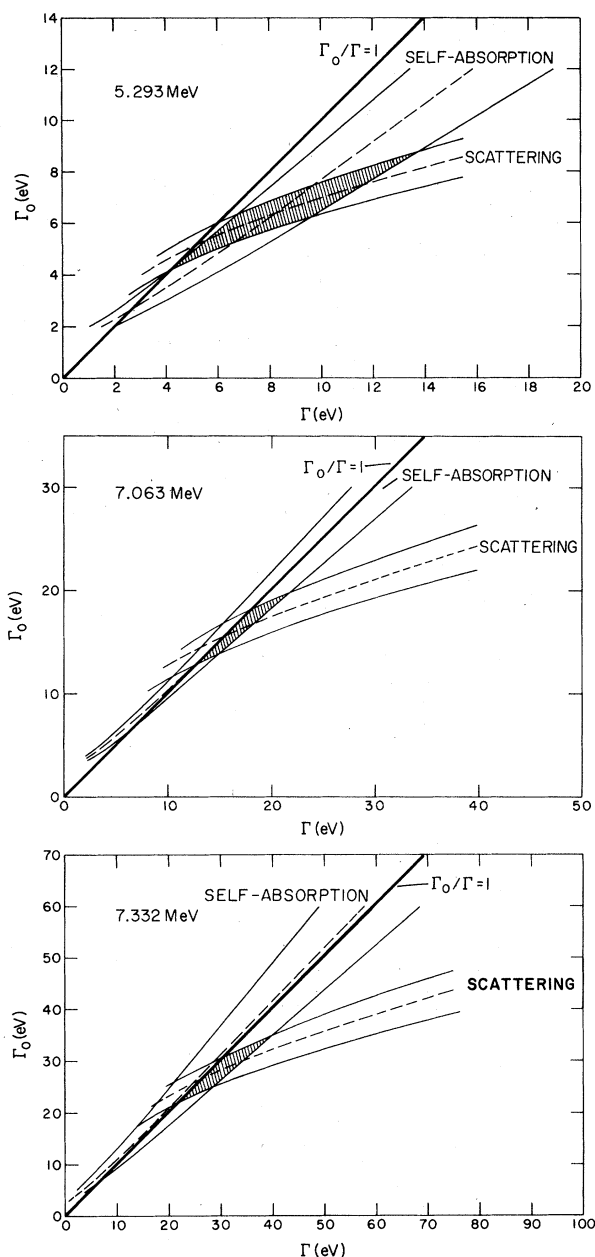 14
12
10
8
6
4
2
0
Γ₀(eV)
5.293 MeV
Γ₀/Γ=1
SELF-ABSORPTION
SCATTERING
0 2 4 6 8 10 12 14 16 18 20
Γ(eV)
30
20
10
0
Γ₀(eV)
7.063 MeV
Γ₀/Γ=1
SELF-ABSORPTION
SCATTERING
0 10 20 30 40 50
Γ(eV)
70
60
50
40
30
20
10
0
Γ₀(eV)
SELF-ABSORPTION
Γ₀/Γ=1
7.332 MeV
SCATTERING
0 10 20 30 40 50 60 70 80 90 100
Γ(eV)